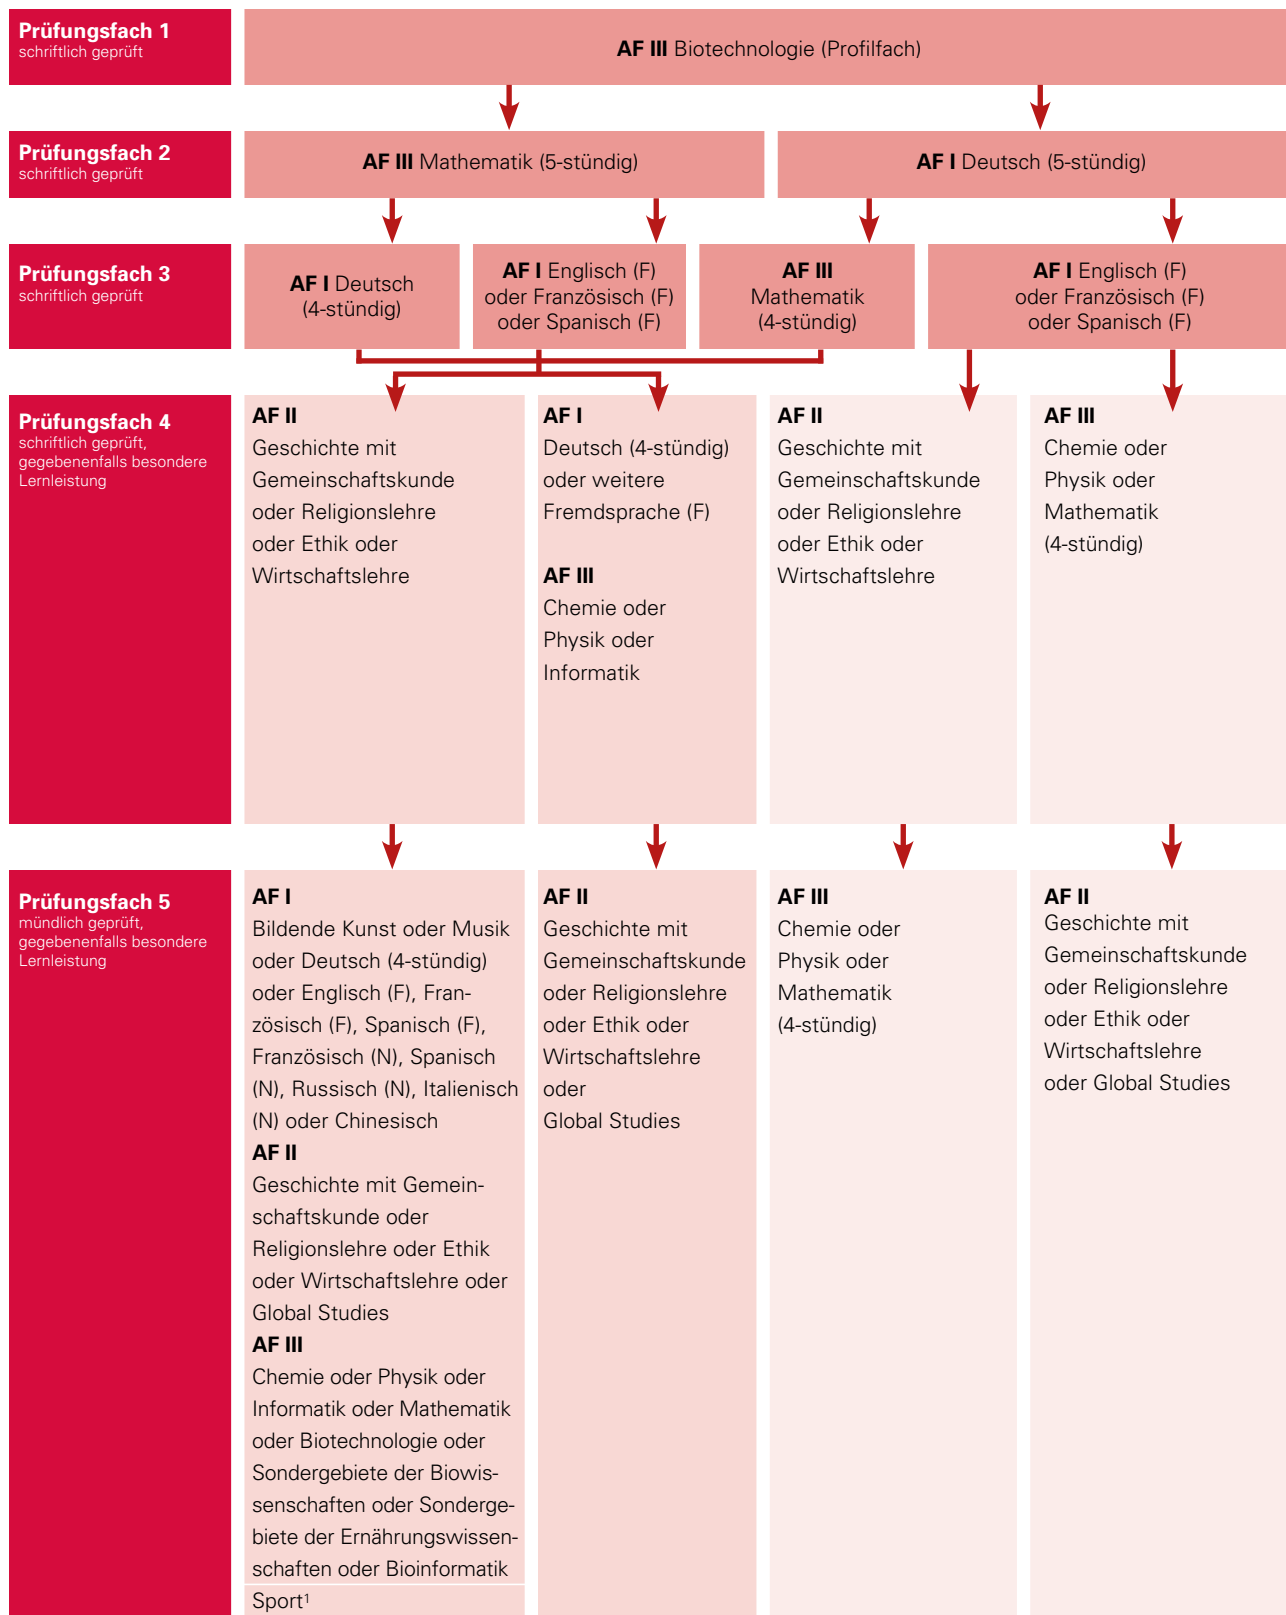 Prüfungsfach 1
schriftlich geprüft
AF III Biotechnologie (Profilfach)
Prüfungsfach 2
schriftlich geprüft
AF III Mathematik (5-stündig)
AF I Deutsch (5-stündig)
Prüfungsfach 3
schriftlich geprüft
AF I Deutsch
(4-stündig)
AF I Englisch (F)
oder Französisch (F)
oder Spanisch (F)
AF III
Mathematik
(4-stündig)
AF I Englisch (F)
oder Französisch (F)
oder Spanisch (F)
Prüfungsfach 4
schriftlich geprüft,
gegebenenfalls besondere
Lernleistung
AF II
Geschichte mit
Gemeinschaftskunde
oder Religionslehre
oder Ethik oder
Wirtschaftslehre
AF I
Deutsch (4-stündig)
oder weitere
Fremdsprache (F)
AF III
Chemie oder
Physik oder
Informatik
AF II
Geschichte mit
Gemeinschaftskunde
oder Religionslehre
oder Ethik oder
Wirtschaftslehre
AF III
Chemie oder
Physik oder
Mathematik
(4-stündig)
Prüfungsfach 5
mündlich geprüft,
gegebenenfalls besondere
Lernleistung
AF I
Bildende Kunst oder Musik
oder Deutsch (4-stündig)
oder Englisch (F), Fran-
zösisch (F), Spanisch (F),
Französisch (N), Spanisch
(N), Russisch (N), Italienisch
(N) oder Chinesisch
AF II
Geschichte mit Gemein-
schaftskunde oder
Religionslehre oder Ethik
oder Wirtschaftslehre oder
Global Studies
AF III
Chemie oder Physik oder
Informatik oder Mathematik
oder Biotechnologie oder
Sondergebiete der Biowis-
senschaften oder Sonderge-
biete der Ernährungswissen-
schaften oder Bioinformatik
Sport¹
AF II
Geschichte mit
Gemeinschaftskunde
oder Religionslehre
oder Ethik oder
Wirtschaftslehre
oder
Global Studies
AF III
Chemie oder
Physik oder
Mathematik
(4-stündig)
AF II
Geschichte mit
Gemeinschaftskunde
oder Religionslehre
oder Ethik oder
Wirtschaftslehre
oder Global Studies